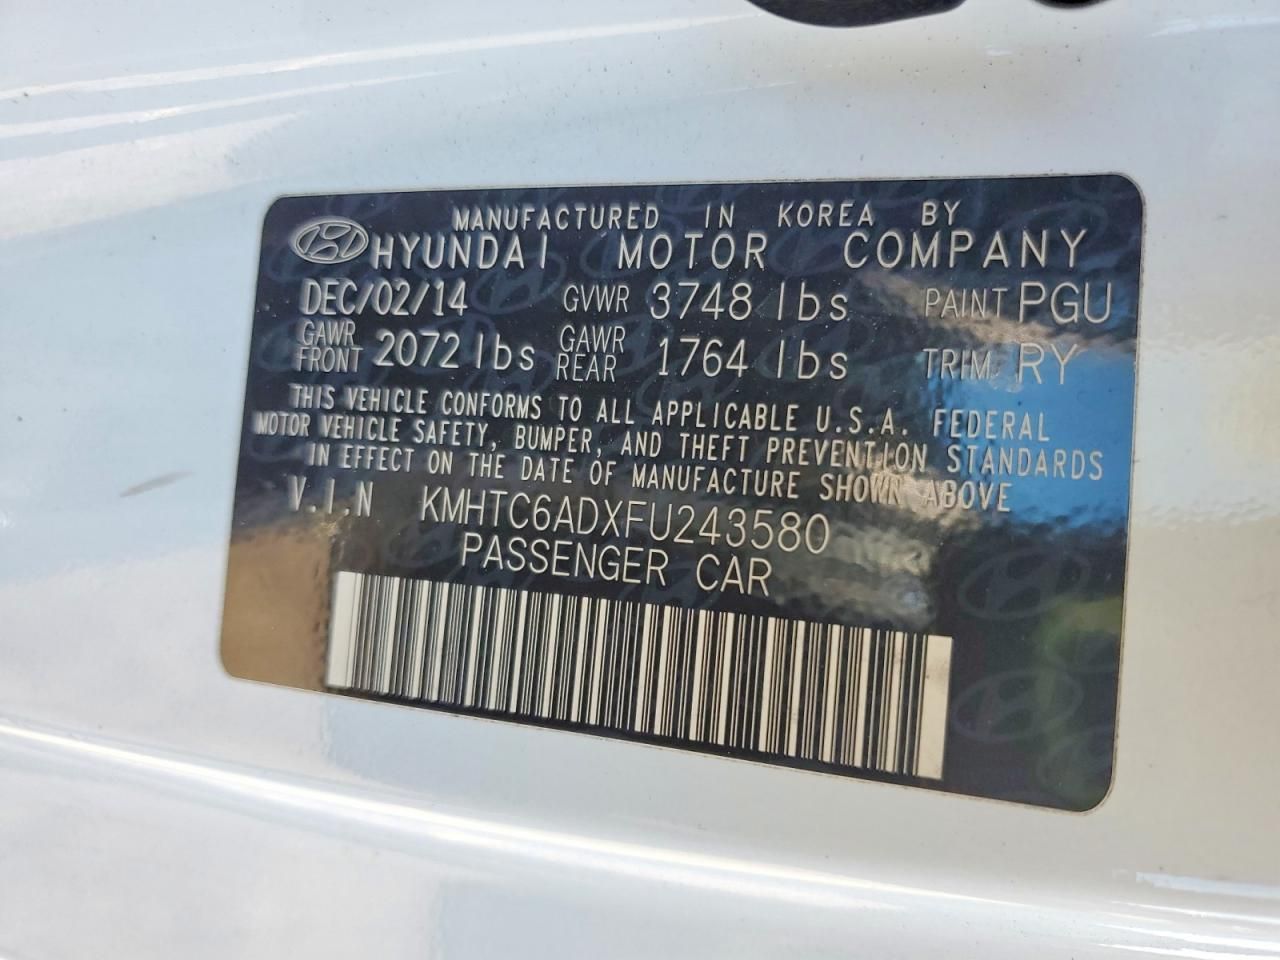 MANUFACTURED IN KOREA BY
HYUNDAI MOTOR COMPANY
DEC/02/14 GVWR 3748 lbs PAINT PGU
GAWR FRONT 2072 lbs GAWR REAR 1764 lbs TRIM RY
THIS VEHICLE CONFORMS TO ALL APPLICABLE U.S.A. FEDERAL
MOTOR VEHICLE SAFETY, BUMPER, AND THEFT PREVENTION STANDARDS
IN EFFECT ON THE DATE OF MANUFACTURE SHOWN ABOVE
V.I.N KMHTC6ADXFU243580
PASSENGER CAR